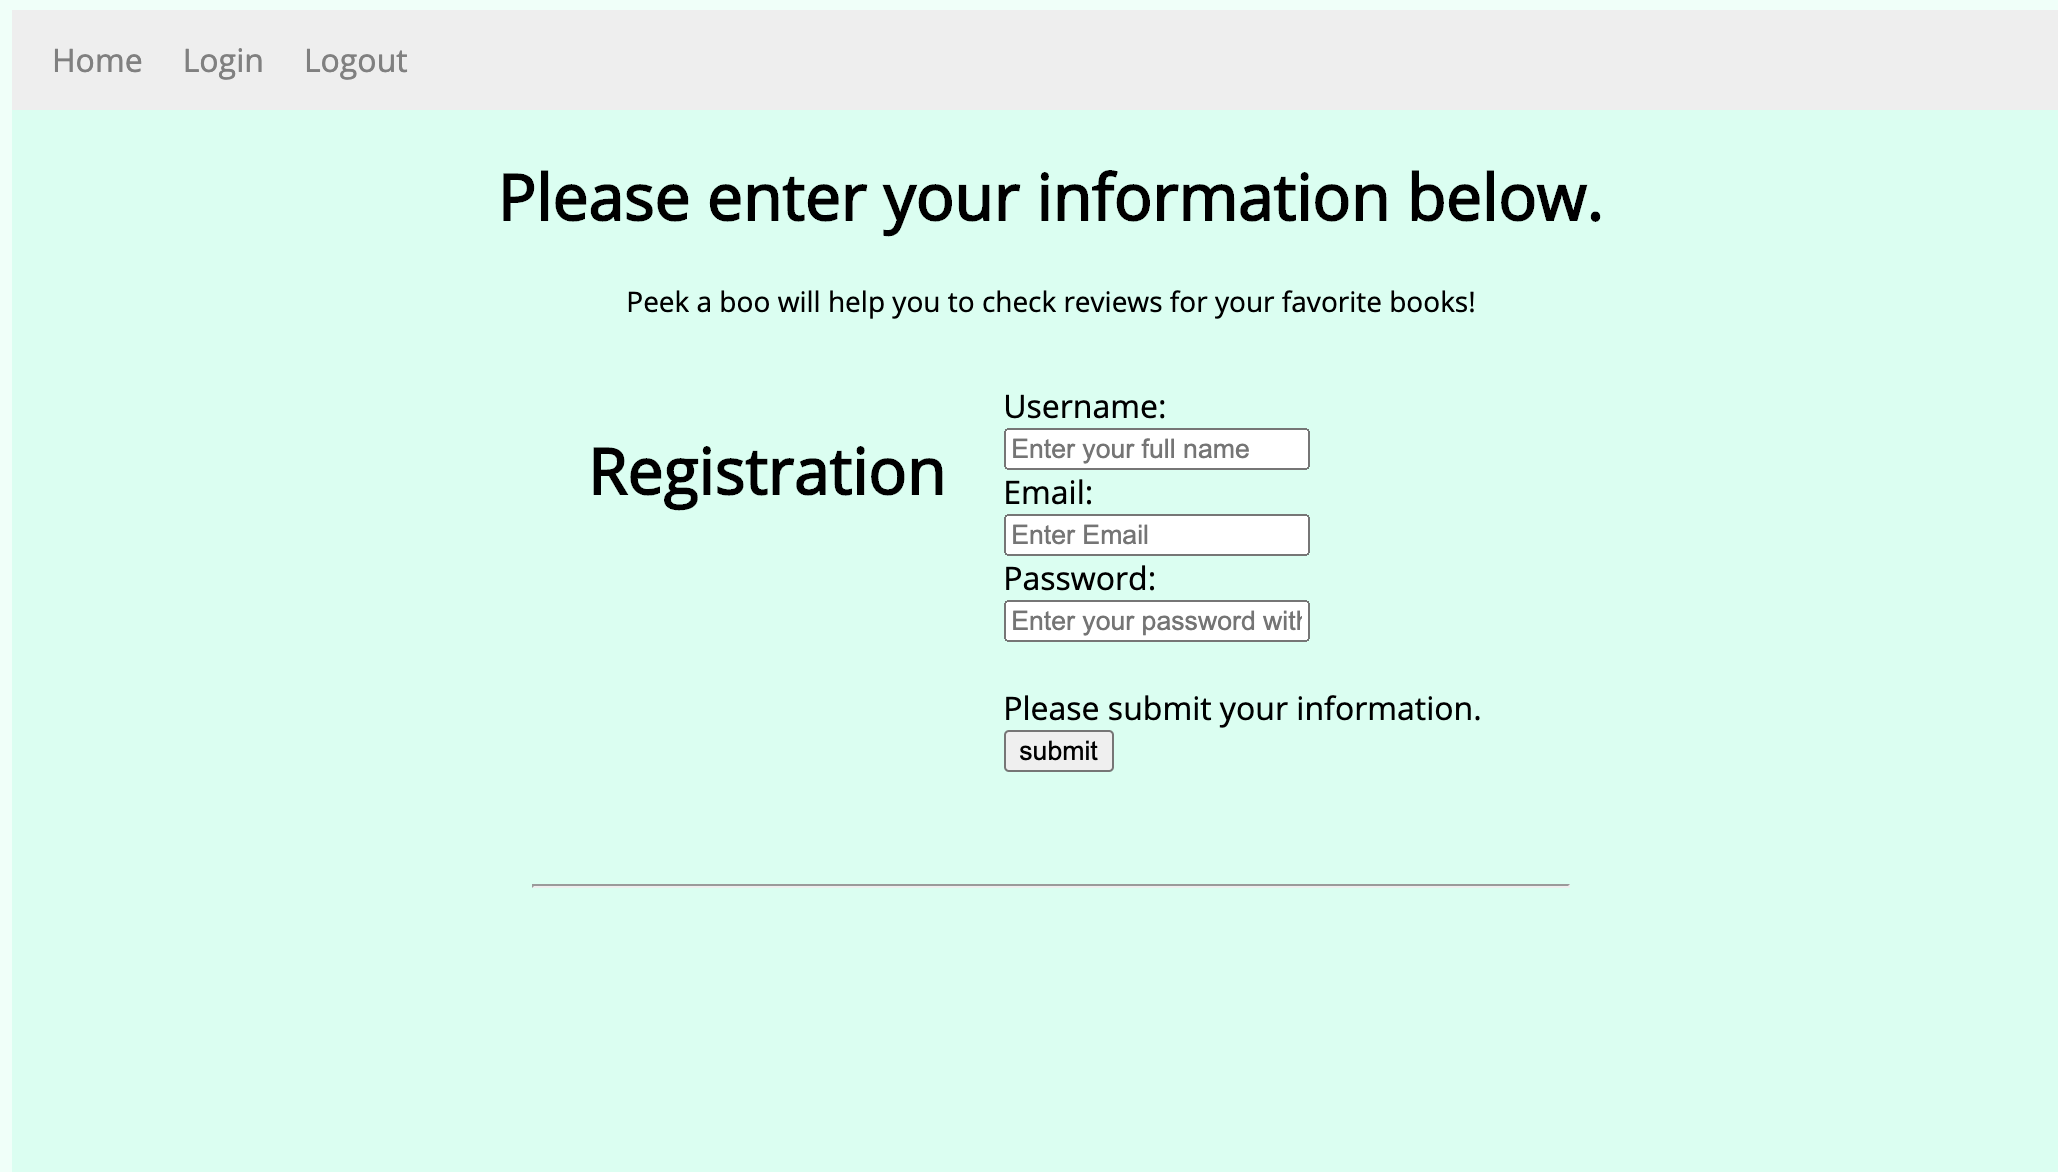 Home Login Logout
Please enter your information below.
Peek a boo will help you to check reviews for your favorite books!
Registration
Username:
Enter your full name
Email:
Enter Email
Password:
Enter your password with
Please submit your information.
submit